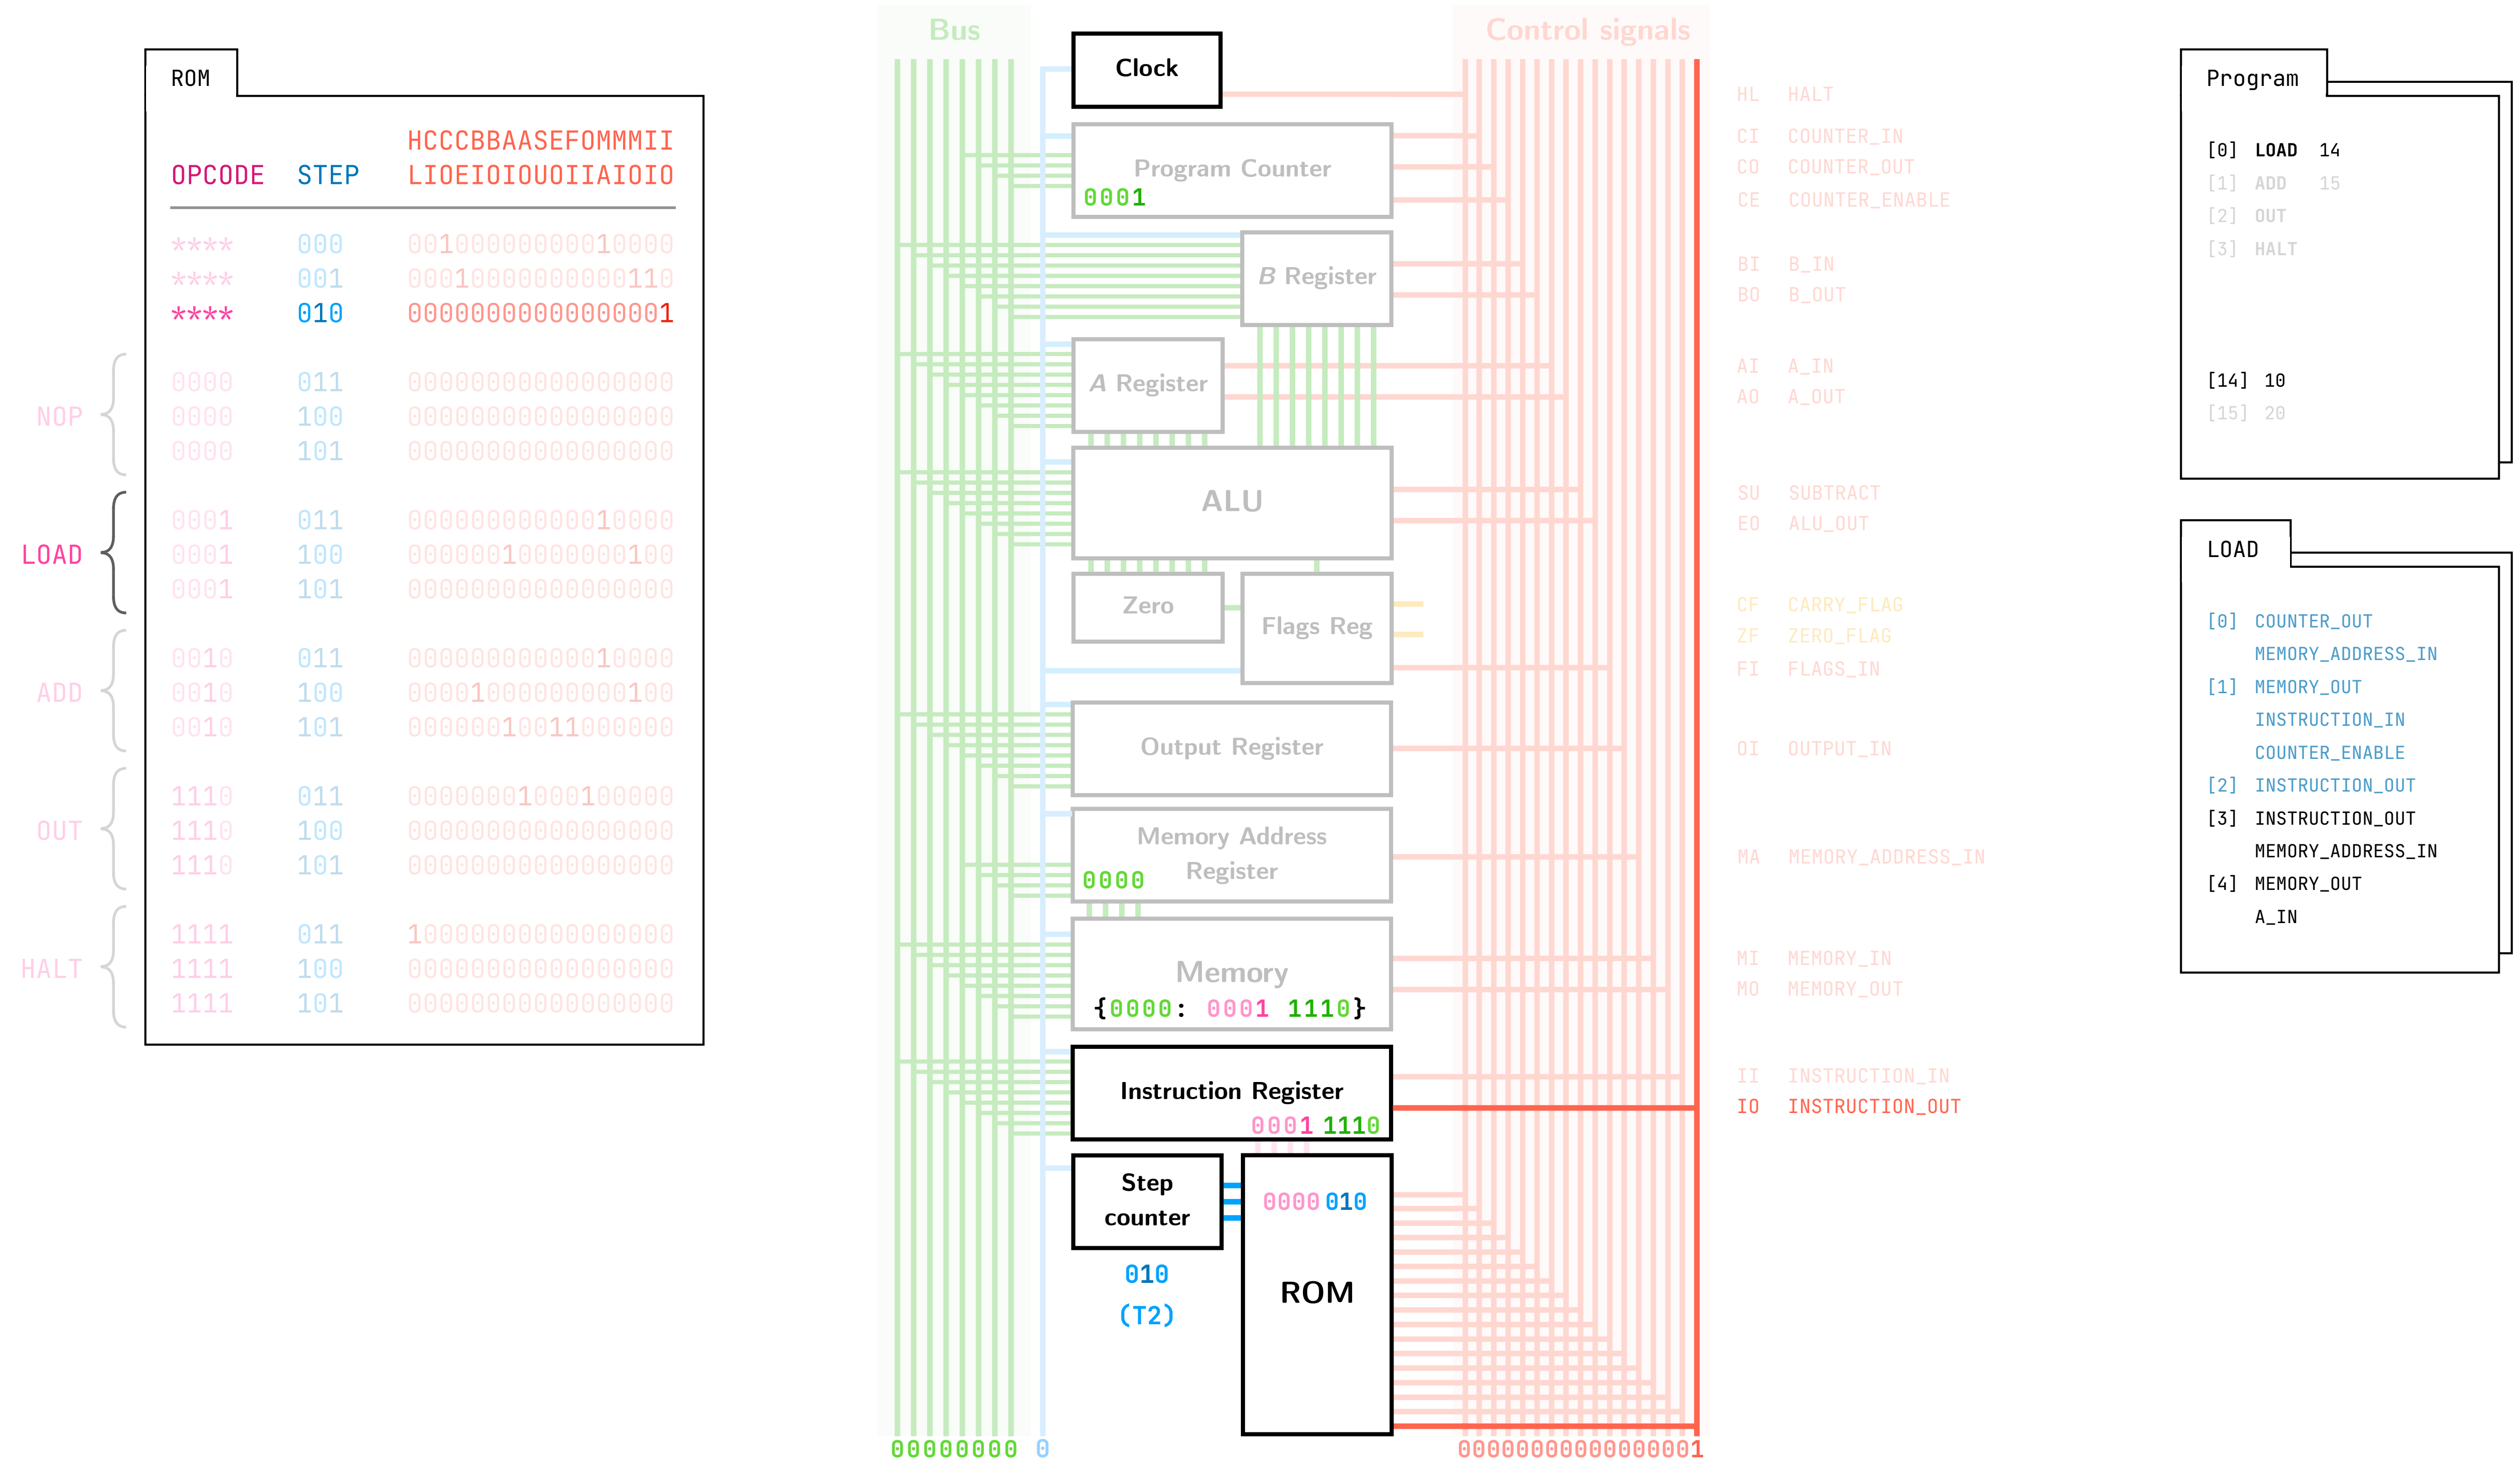 ROM
HCCCBBAASEFOMMMII
OPCODE STEP LIOEIOIOUOIIAIOIO
**** 000 00100000000010000
**** 001 00010000000000110
**** 010 00000000000000001
NOP
0000 011 00000000000000000
0000 100 00000000000000000
0000 101 00000000000000000
LOAD
0001 011 00000000000010000
0001 100 00000010000000100
0001 101 00000000000000000
ADD
0010 011 00000000000010000
0010 100 00001000000000100
0010 101 00000010011000000
OUT
1110 011 00000001000100000
1110 100 00000000000000000
1110 101 00000000000000000
HALT
1111 011 10000000000000000
1111 100 00000000000000000
1111 101 00000000000000000
Bus
Control signals
Clock
Program Counter
0001
B Register
A Register
ALU
Zero
Flags Reg
Output Register
Memory Address
Register
0000
Memory
{0000: 0001 1110}
Instruction Register
0001 1110
Step
counter
010
(T2)
0000 010
ROM
00000000 0
00000000000000001
HL HALT
CI COUNTER_IN
CO COUNTER_OUT
CE COUNTER_ENABLE
BI B_IN
BO B_OUT
AI A_IN
AO A_OUT
SU SUBTRACT
EO ALU_OUT
CF CARRY_FLAG
ZF ZERO_FLAG
FI FLAGS_IN
OI OUTPUT_IN
MA MEMORY_ADDRESS_IN
MI MEMORY_IN
MO MEMORY_OUT
II INSTRUCTION_IN
IO INSTRUCTION_OUT
Program
[0] LOAD 14
[1] ADD 15
[2] OUT
[3] HALT
[14] 10
[15] 20
LOAD
[0] COUNTER_OUT
MEMORY_ADDRESS_IN
[1] MEMORY_OUT
INSTRUCTION_IN
COUNTER_ENABLE
[2] INSTRUCTION_OUT
[3] INSTRUCTION_OUT
MEMORY_ADDRESS_IN
[4] MEMORY_OUT
A_IN